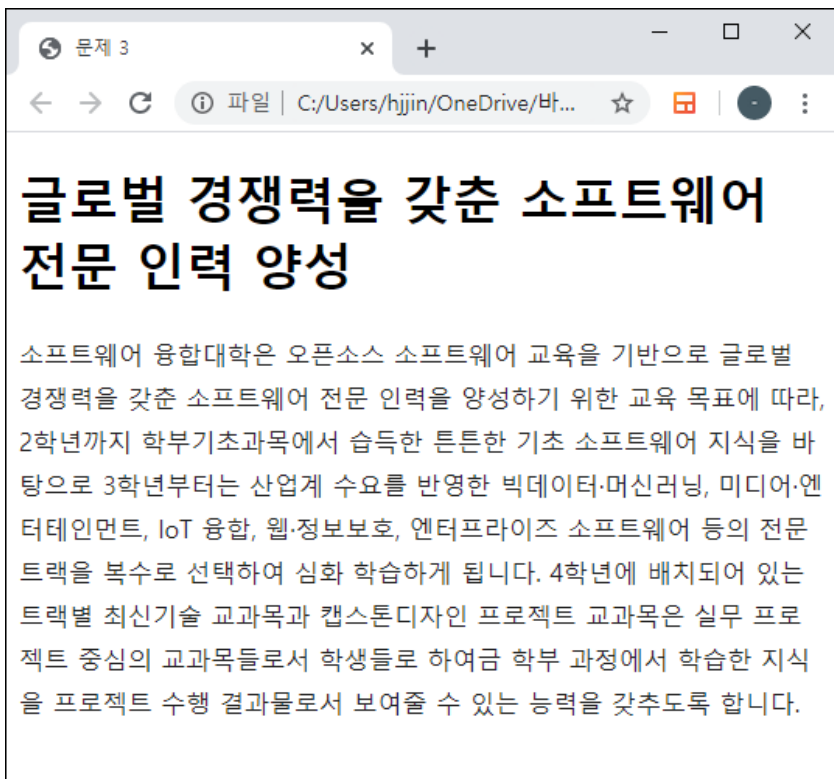 문제 3
파일 | C:/Users/hjjin/OneDrive/바...
글로벌 경쟁력을 갖춘 소프트웨어
전문 인력 양성
소프트웨어 융합대학은 오픈소스 소프트웨어 교육을 기반으로 글로벌
경쟁력을 갖춘 소프트웨어 전문 인력을 양성하기 위한 교육 목표에 따라,
2학년까지 학부기초과목에서 습득한 튼튼한 기초 소프트웨어 지식을 바
탕으로 3학년부터는 산업계 수요를 반영한 빅데이터·머신러닝, 미디어·엔
터테인먼트, IoT 융합, 웹·정보보호, 엔터프라이즈 소프트웨어 등의 전문
트랙을 복수로 선택하여 심화 학습하게 됩니다. 4학년에 배치되어 있는
트랙별 최신기술 교과목과 캡스톤디자인 프로젝트 교과목은 실무 프로
젝트 중심의 교과목들로서 학생들로 하여금 학부 과정에서 학습한 지식
을 프로젝트 수행 결과물로서 보여줄 수 있는 능력을 갖추도록 합니다.